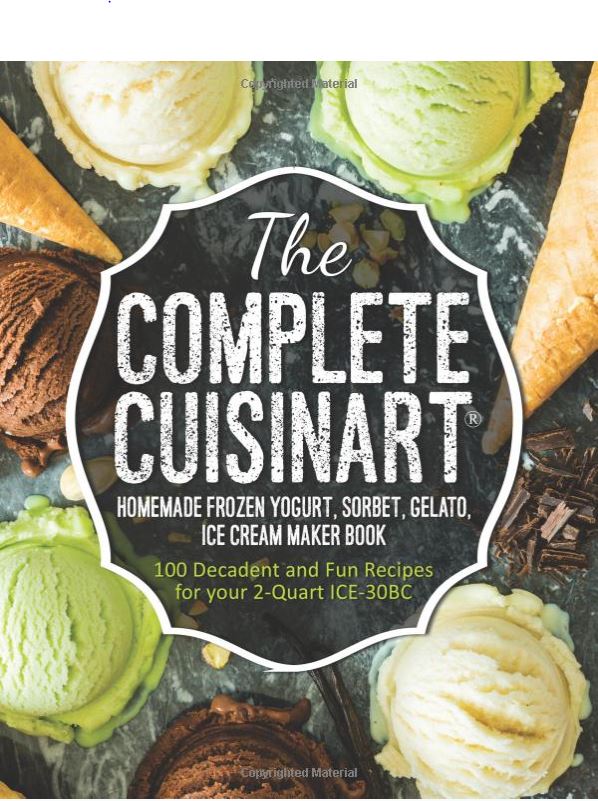 Copyrighted Material
The
COMPLETE
CUISINART®
HOMEMADE FROZEN YOGURT, SORBET, GELATO,
ICE CREAM MAKER BOOK
100 Decadent and Fun Recipes
for your 2-Quart ICE-30BC
Copyrighted Material